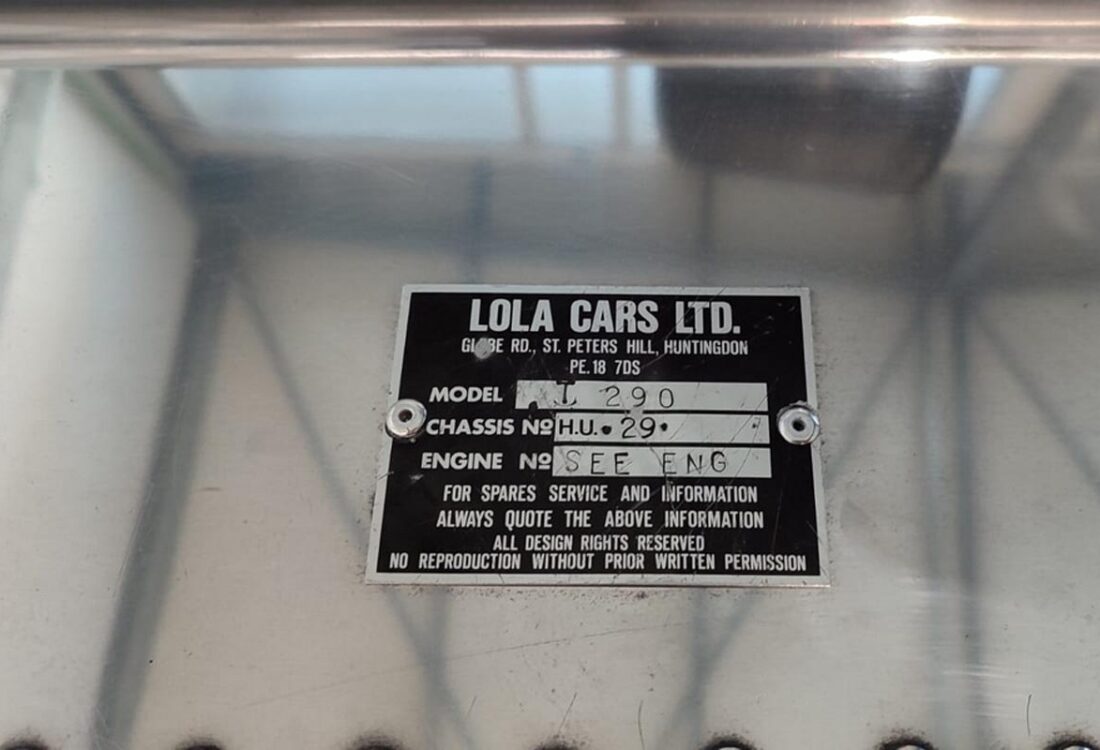 LOLA CARS LTD.
GLOBE RD., ST. PETERS HILL, HUNTINGDON
PE.18 7DS
MODEL T 290
CHASSIS Nº H.U.•29•
ENGINE Nº SEE ENG
FOR SPARES SERVICE AND INFORMATION
ALWAYS QUOTE THE ABOVE INFORMATION
ALL DESIGN RIGHTS RESERVED
NO REPRODUCTION WITHOUT PRIOR WRITTEN PERMISSION